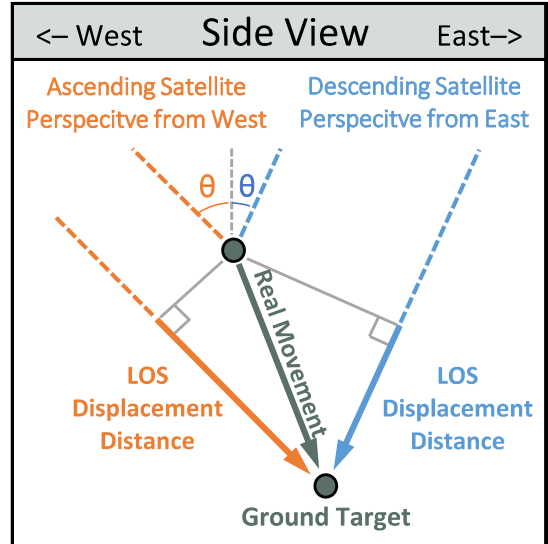 <– West Side View East–>
Ascending Satellite
Perspecitve from West
Descending Satellite
Perspecitve from East
θ θ
Real Movement
LOS
Displacement
Distance
LOS
Displacement
Distance
Ground Target